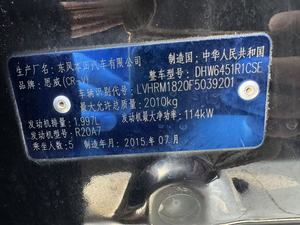 生产厂名:东风本田汽车有限公司 制造国:中华人民共和国
品牌:思威(CR-V) 整车型号:DHW6451R1CSE
车辆识别代号:LVHRM1820F5039201
最大允许总质量:2010kg
发动机排量:1.997L 发动机最大净功率:114kW
发动机型号:R20A7
乘坐人数:5 制造年月:2015年07月